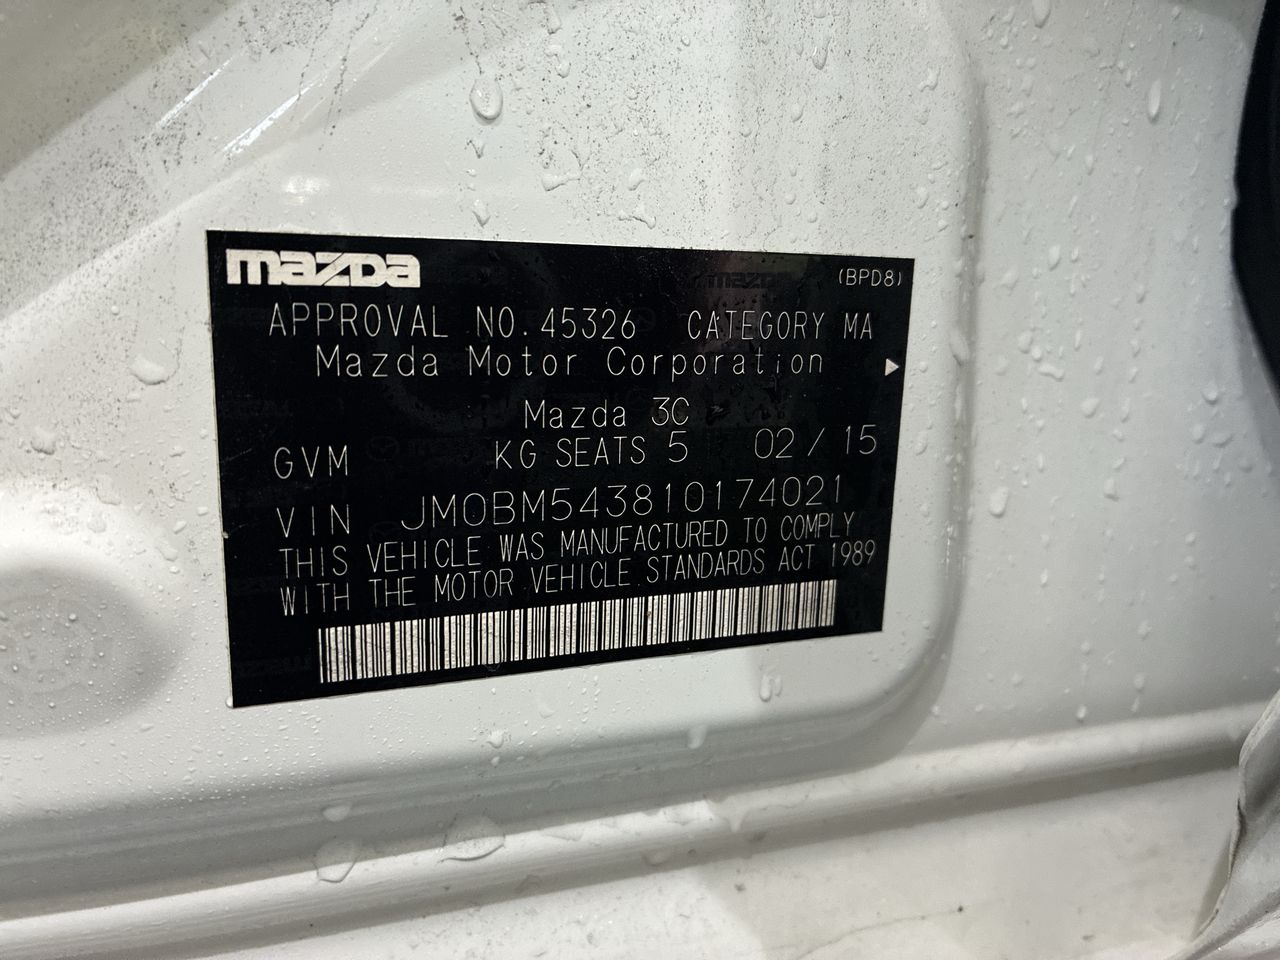 mazda
(BPD8)
APPROVAL NO. 45326 CATEGORY MA
Mazda Motor Corporation
Mazda 3C
GVM KG SEATS 5 02 / 15
VIN JM0BM543810174021
THIS VEHICLE WAS MANUFACTURED TO COMPLY
WITH THE MOTOR VEHICLE STANDARDS ACT 1989